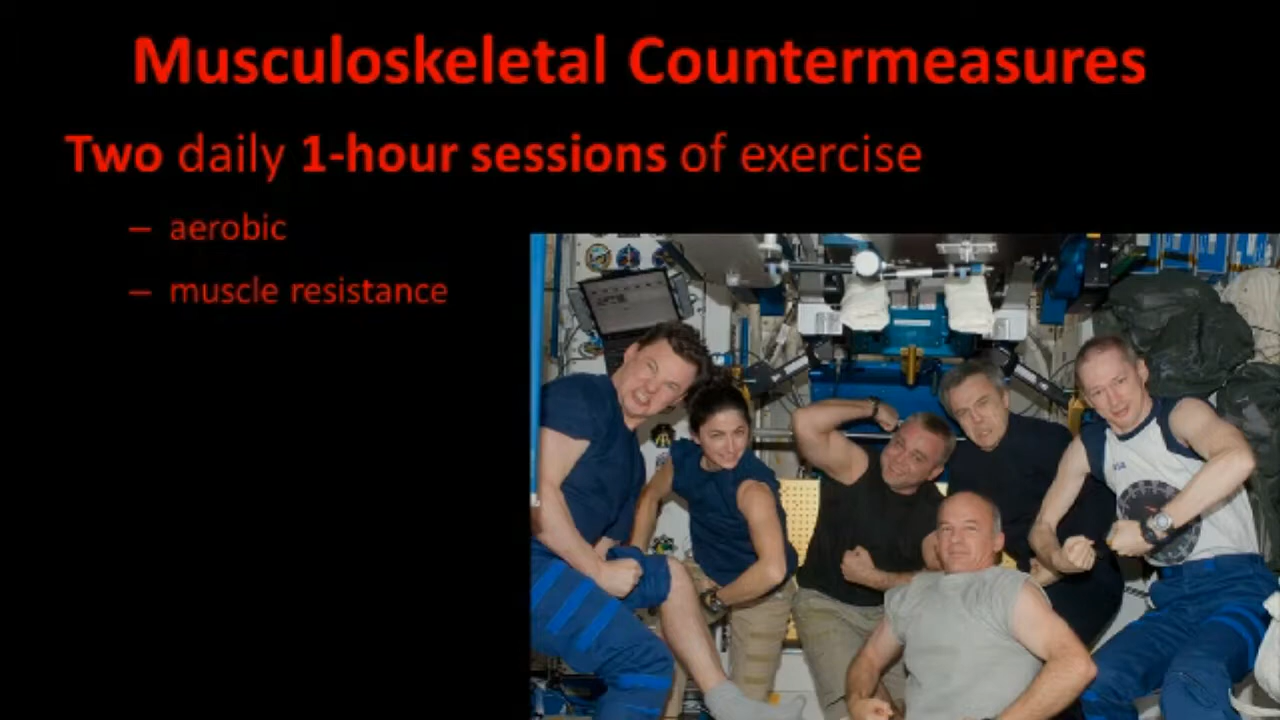 Musculoskeletal Countermeasures
Two daily 1-hour sessions of exercise
– aerobic
– muscle resistance